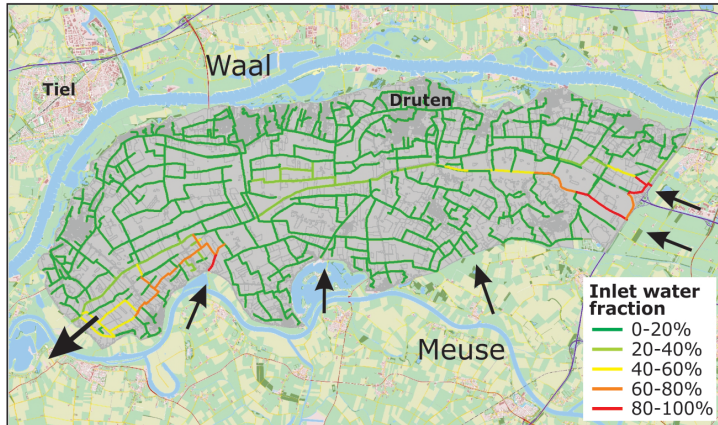 Waal
Tiel
Druten
Meuse
Inlet water
fraction
0-20%
20-40%
40-60%
60-80%
80-100%